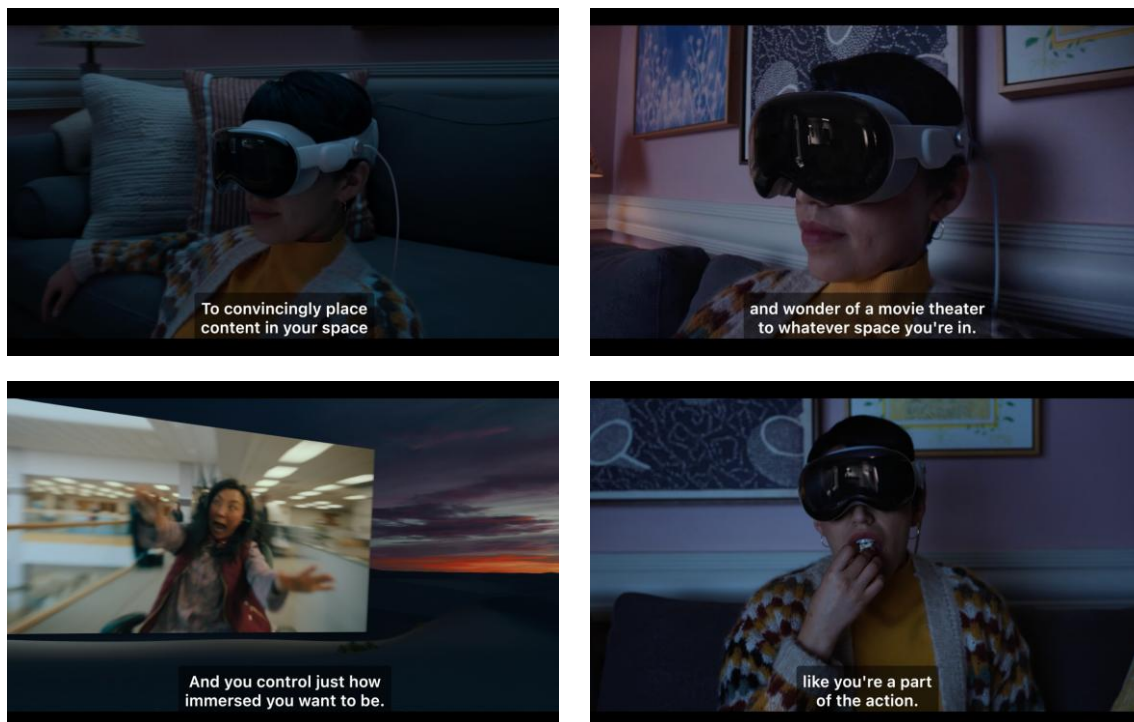 To convincingly place
content in your space
and wonder of a movie theater
to whatever space you're in.
And you control just how
immersed you want to be.
like you're a part
of the action.